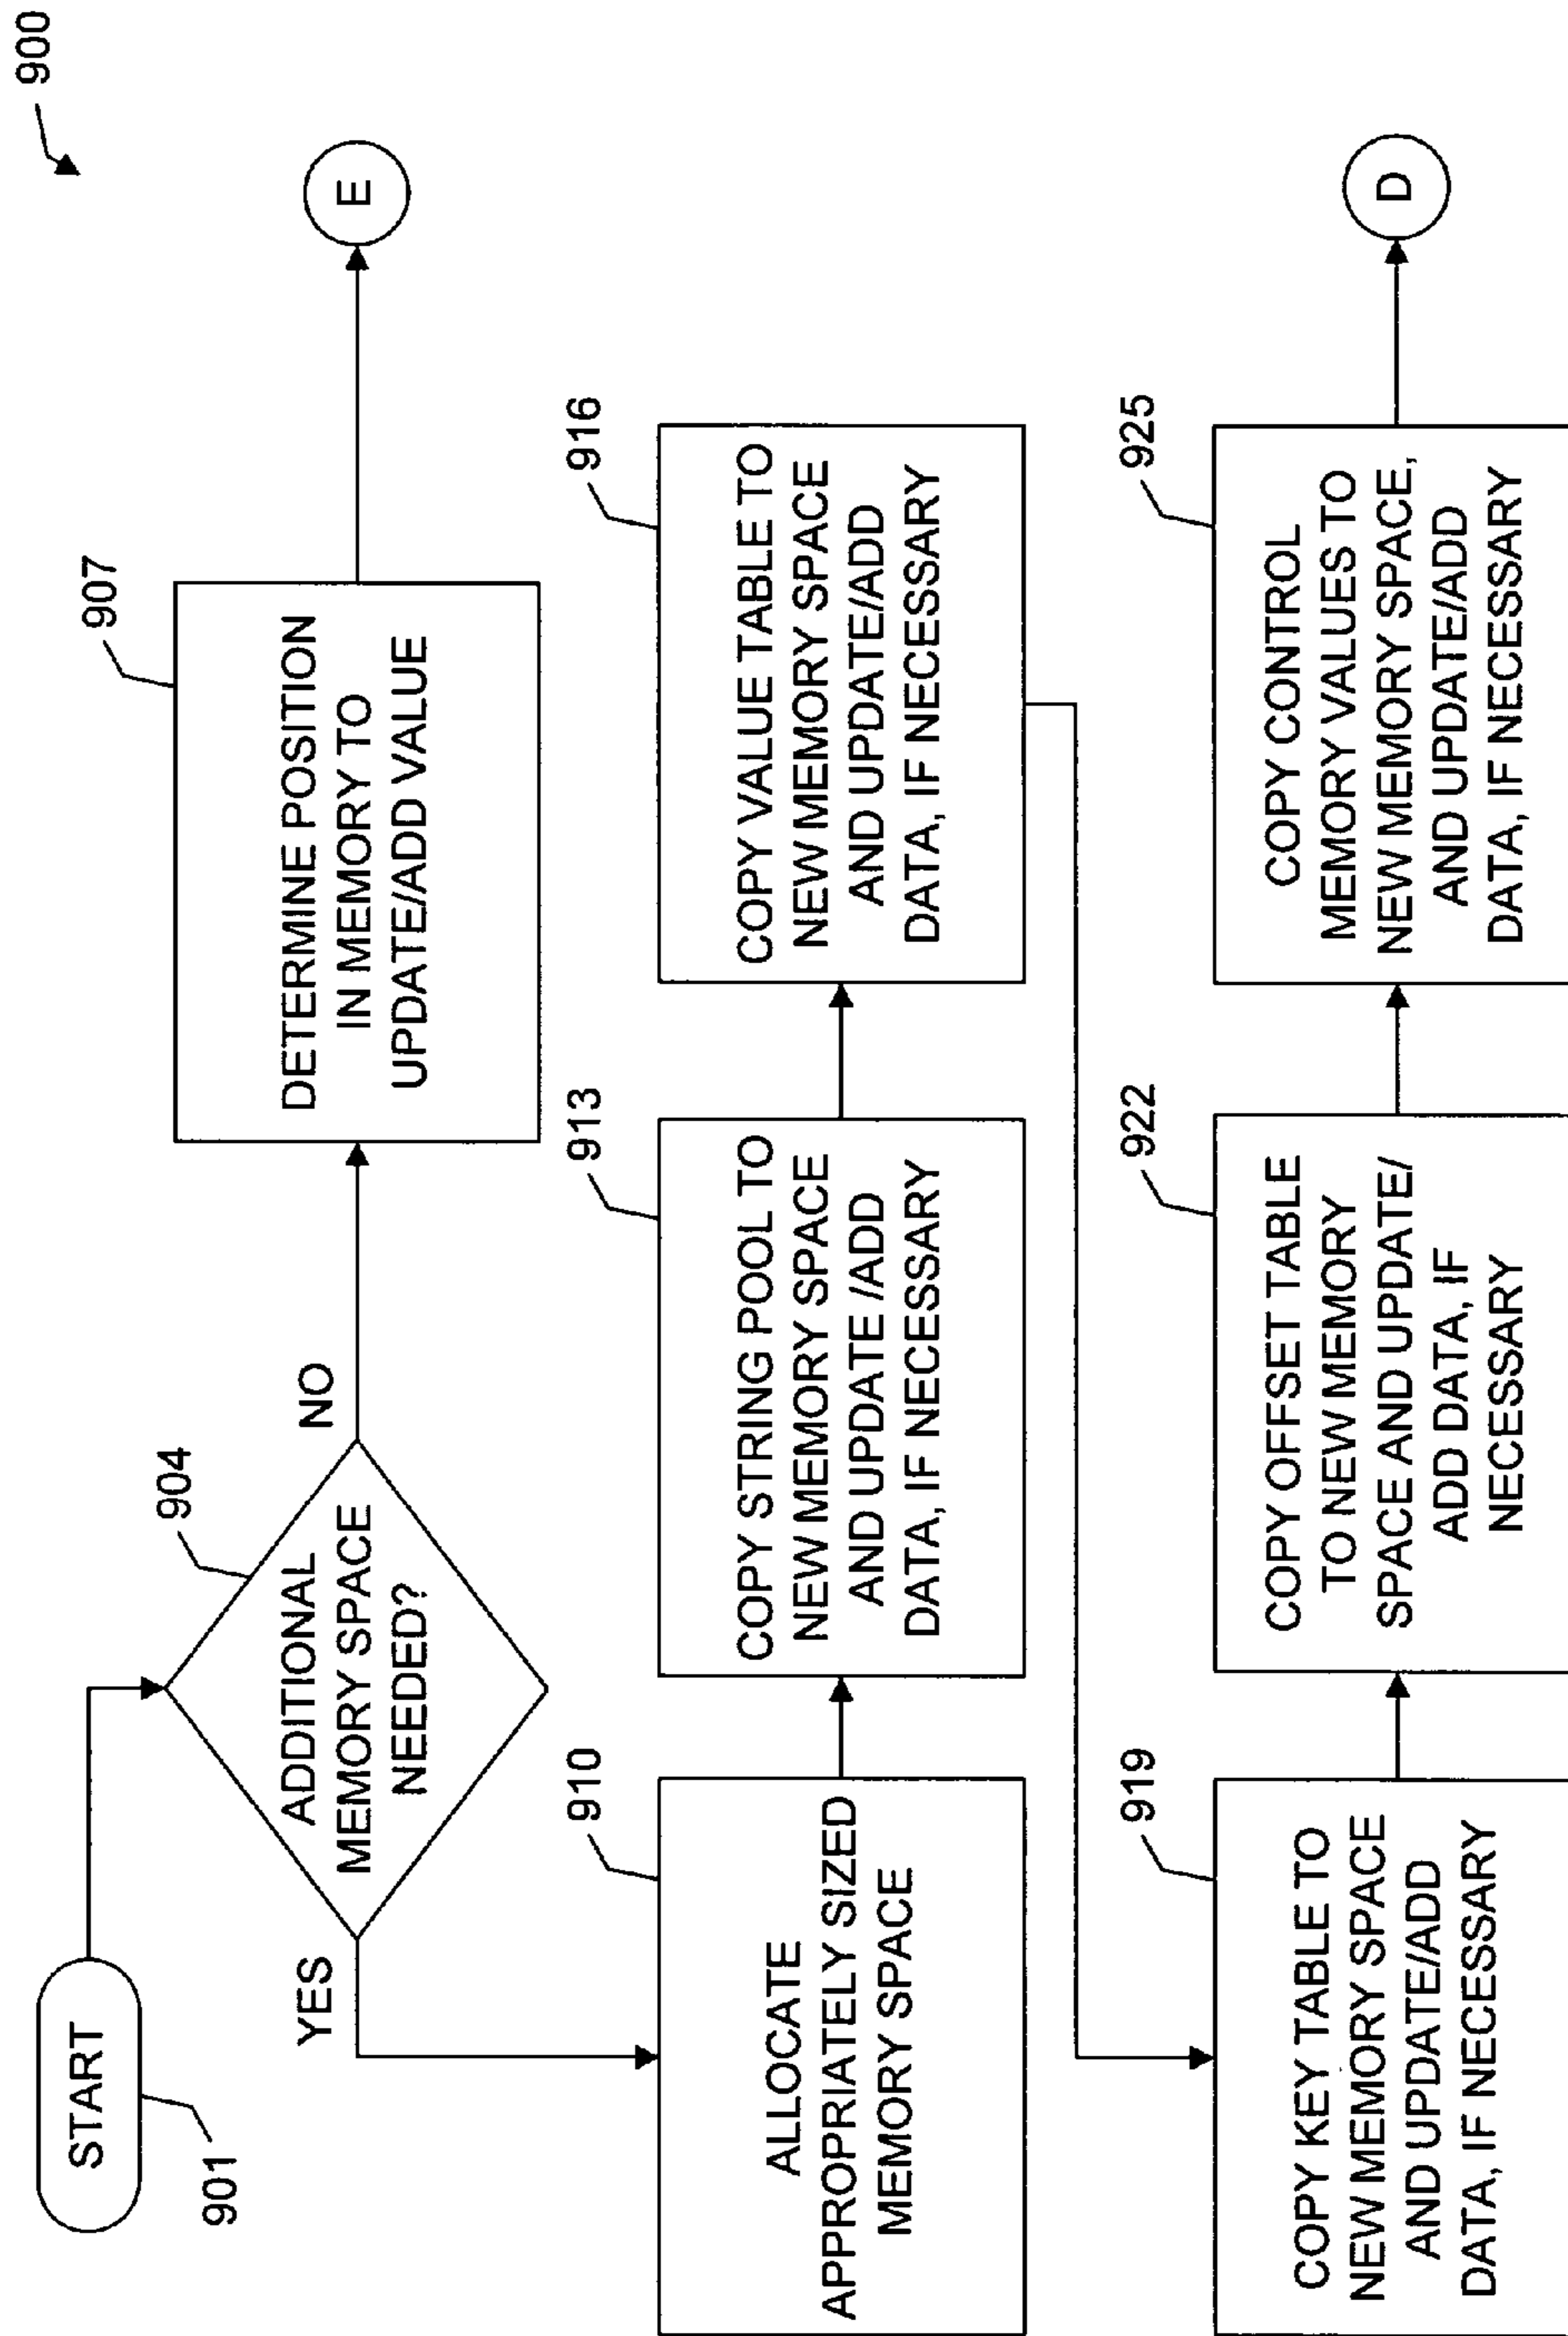 900
START
901
904
ADDITIONAL
MEMORY SPACE
NEEDED?
YES
NO
907
DETERMINE POSITION
IN MEMORY TO
UPDATE/ADD VALUE
E
910
ALLOCATE
APPROPRIATELY SIZED
MEMORY SPACE
913
COPY STRING POOL TO
NEW MEMORY SPACE
AND UPDATE /ADD
DATA, IF NECESSARY
916
COPY VALUE TABLE TO
NEW MEMORY SPACE
AND UPDATE/ADD
DATA, IF NECESSARY
919
COPY KEY TABLE TO
NEW MEMORY SPACE
AND UPDATE/ADD
DATA, IF NECESSARY
922
COPY OFFSET TABLE
TO NEW MEMORY
SPACE AND UPDATE/
ADD DATA, IF
NECESSARY
925
COPY CONTROL
MEMORY VALUES TO
NEW MEMORY SPACE,
AND UPDATE/ADD
DATA, IF NECESSARY
D